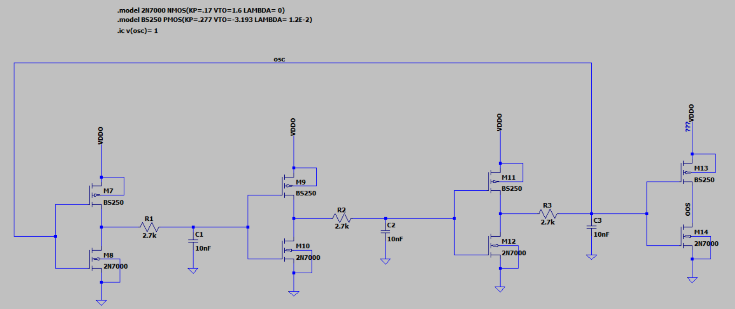 .model 2N7000 NMOS(KP=.17 VTO=1.6 LAMBDA= 0)
.model BS250 PMOS(KP=.277 VTO=-3.193 LAMBDA= 1.2E-2)
.ic v(osc)= 1
osc
VDDO
VDDO
VDDO
VDDO
???
M7
BS250
M9
BS250
M11
BS250
M13
BS250
R1
2.7k
R2
2.7k
R3
2.7k
OOS
C1
10nF
C2
10nF
C3
10nF
M8
2N7000
M10
2N7000
M12
2N7000
M14
2N7000